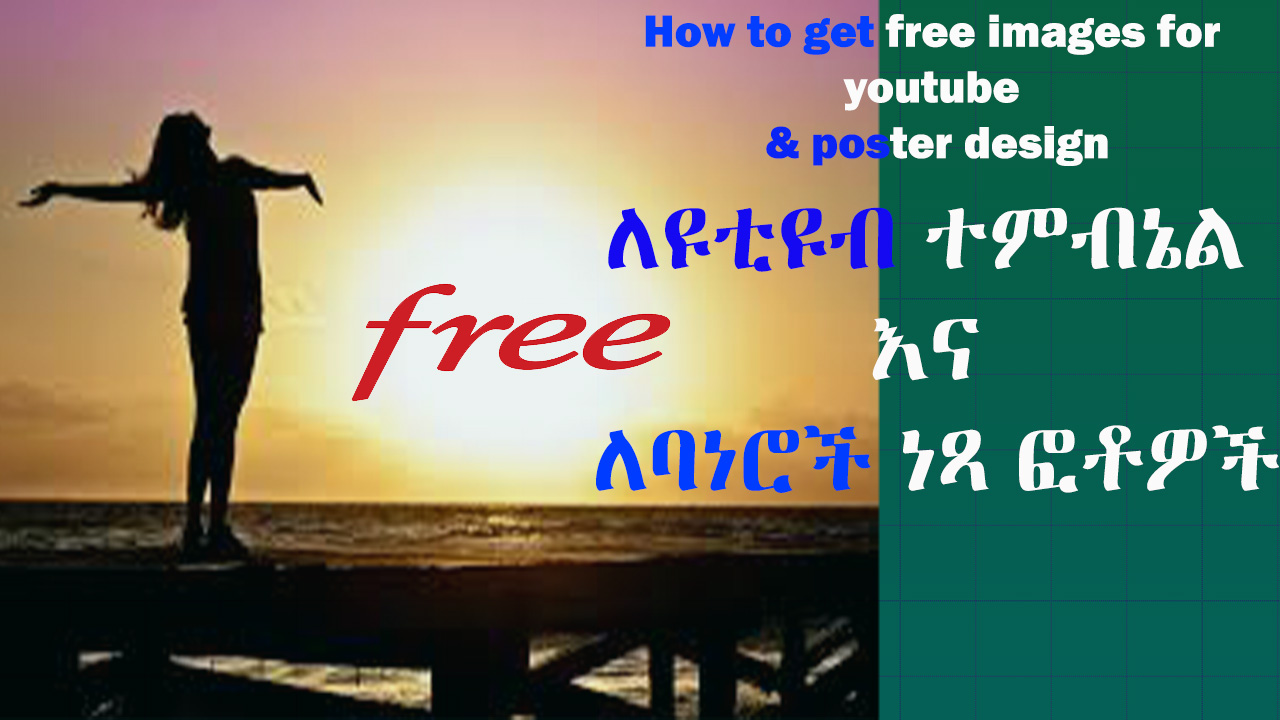 How to get free images for
youtube
& poster design
ለዩቲዩብ ተምብኔል
free
እና
ለባነሮች ነጻ ፎቶዎች